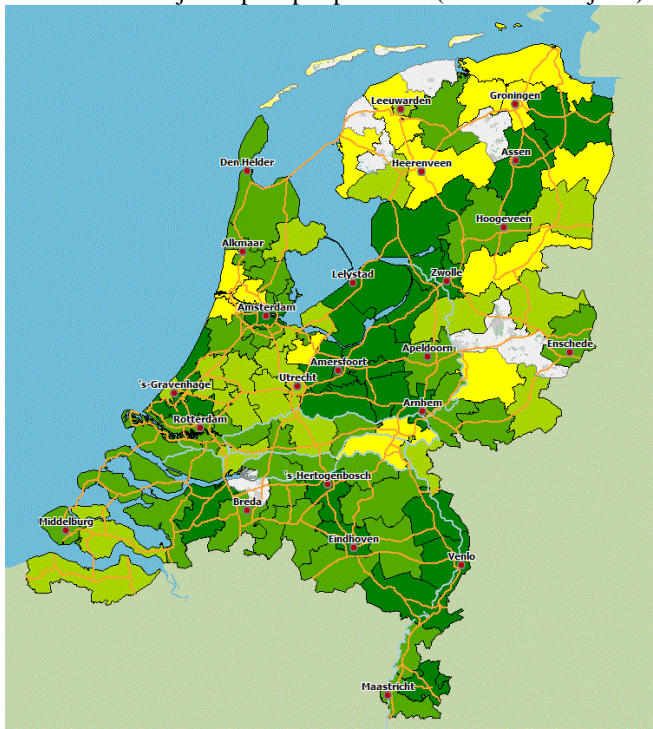 Leeuwarden
Groningen
Assen
Den Helder
Heerenveen
Hoogeveen
Alkmaar
Lelystad
Zwolle
Amsterdam
Enschede
Apeldoorn
Amersfoort
's-Gravenhage
Utrecht
Arnhem
Rotterdam
's-Hertogenbosch
Breda
Middelburg
Eindhoven
Venlo
Maastricht